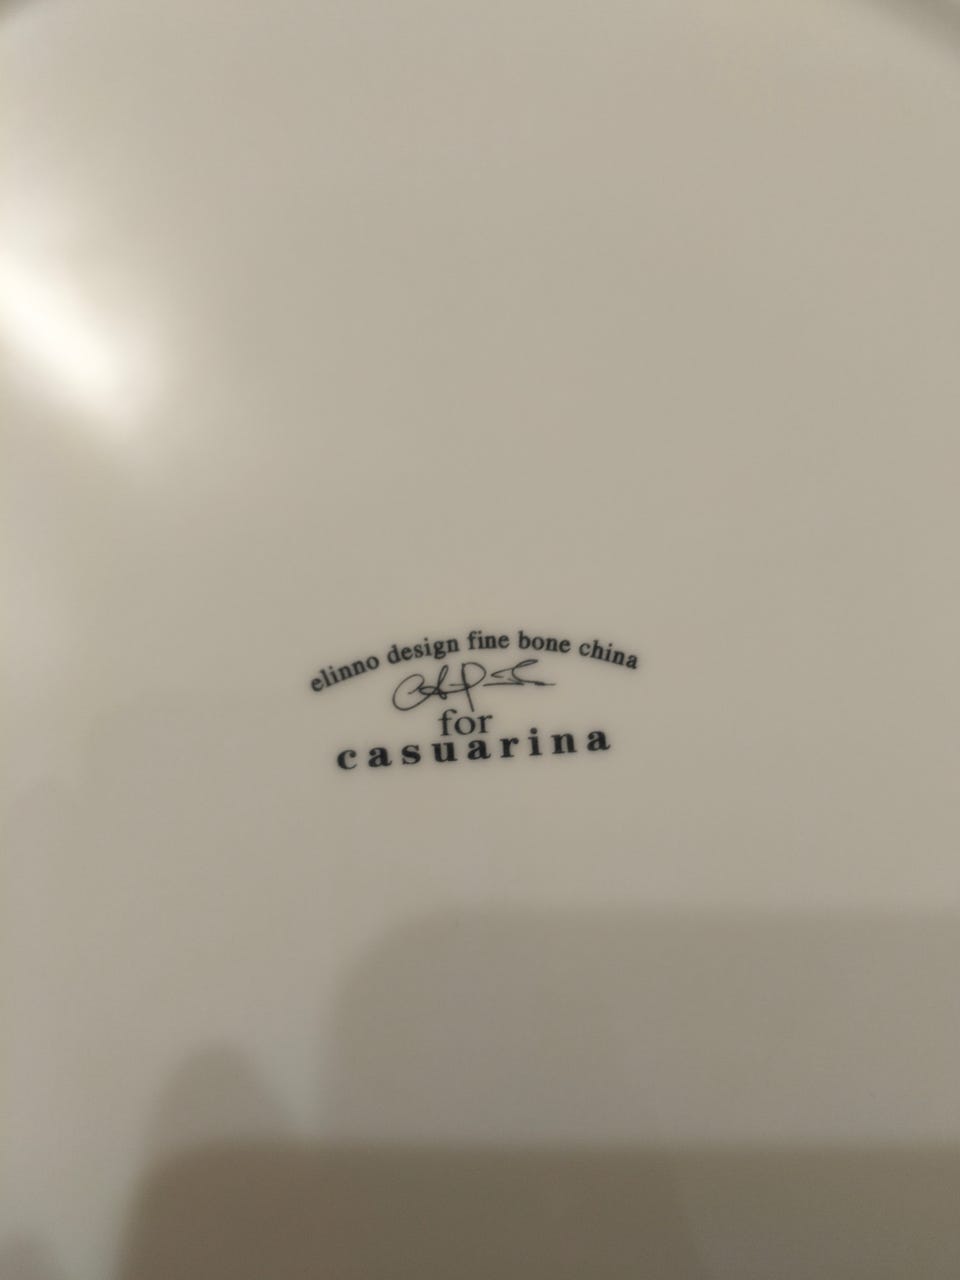 elinno design fine bone china
for
casuarina